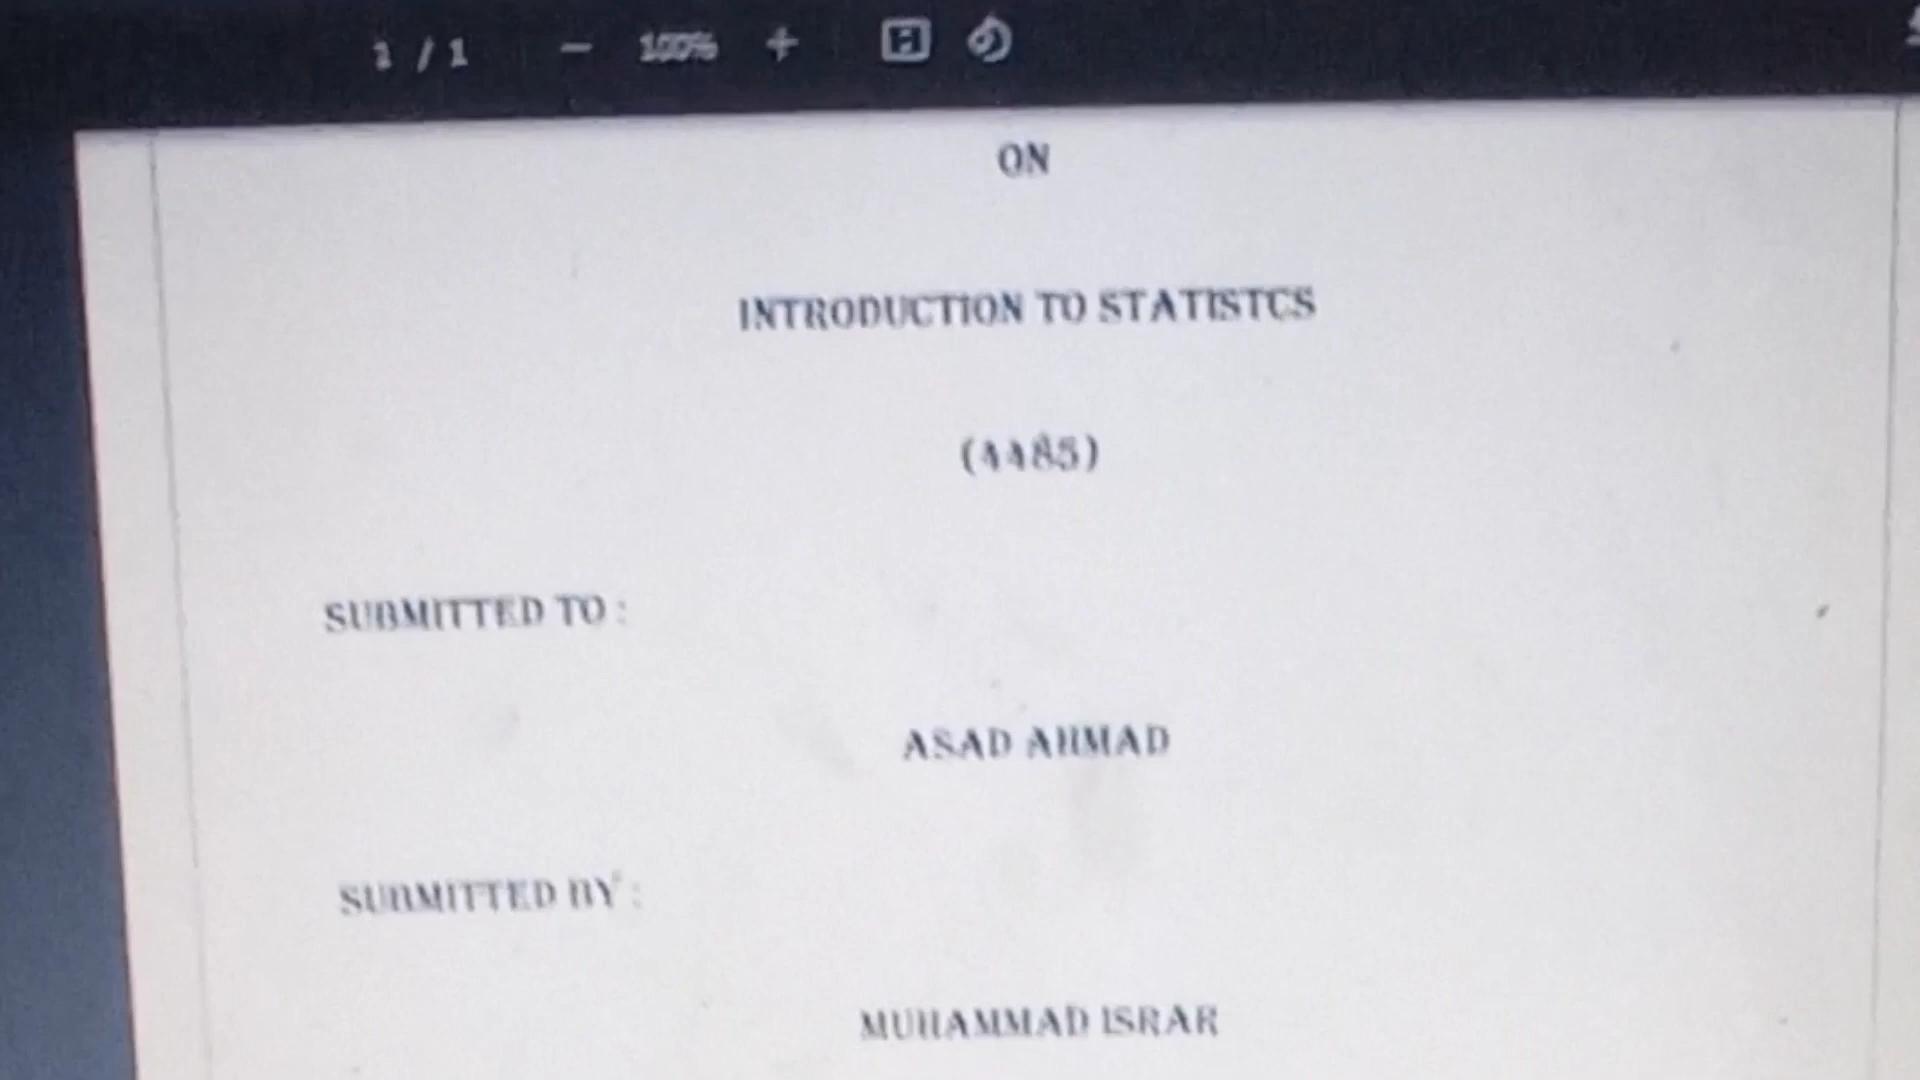 1 / 1 − 100% +
ON
INTRODUCTION TO STATISTCS
(4485)
SUBMITTED TO :
ASAD AHMAD
SUBMITTED BY :
MUHAMMAD ISRAR